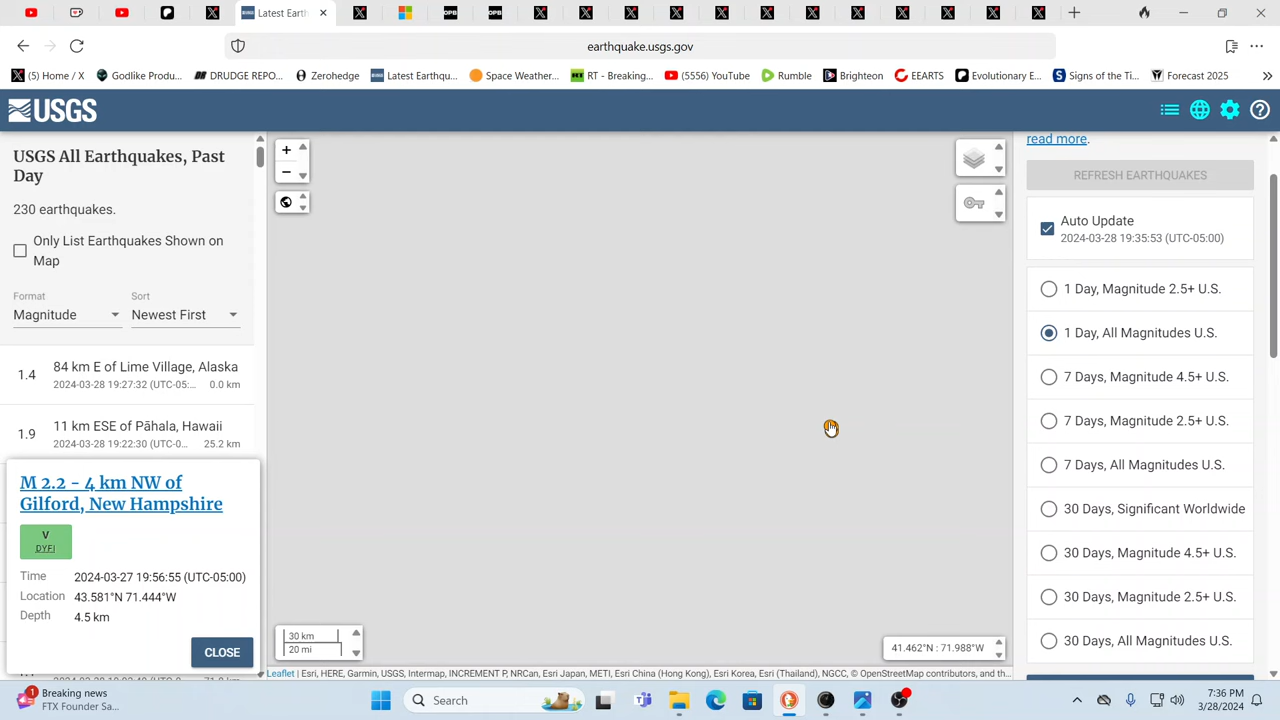 Latest Earth
earthquake.usgs.gov
(5) Home / X
Godlike Produ...
DRUDGE REPO...
Zerohedge
Latest Earthqu...
Space Weather...
RT - Breaking...
(5556) YouTube
Rumble
Brighteon
EEARTS
Evolutionary E...
Signs of the Ti...
Forecast 2025
USGS
USGS All Earthquakes, Past
Day
230 earthquakes.
Only List Earthquakes Shown on
Map
Format
Sort
Magnitude
Newest First
1.4
84 km E of Lime Village, Alaska
2024-03-28 19:27:32 (UTC-05:...
0.0 km
1.9
11 km ESE of Pāhala, Hawaii
2024-03-28 19:22:30 (UTC-0...
25.2 km
M 2.2 - 4 km NW of
Gilford, New Hampshire
V
DYFI
Time
2024-03-27 19:56:55 (UTC-05:00)
Location
43.581°N 71.444°W
Depth
4.5 km
CLOSE
+
−
30 km
20 mi
41.462°N : 71.988°W
Leaflet | Esri, HERE, Garmin, USGS, Intermap, INCREMENT P, NRCan, Esri Japan, METI, Esri China (Hong Kong), Esri Korea, Esri (Thailand), NGCC, © OpenStreetMap contributors, and th...
read more.
REFRESH EARTHQUAKES
Auto Update
2024-03-28 19:35:53 (UTC-05:00)
1 Day, Magnitude 2.5+ U.S.
1 Day, All Magnitudes U.S.
7 Days, Magnitude 4.5+ U.S.
7 Days, Magnitude 2.5+ U.S.
7 Days, All Magnitudes U.S.
30 Days, Significant Worldwide
30 Days, Magnitude 4.5+ U.S.
30 Days, Magnitude 2.5+ U.S.
30 Days, All Magnitudes U.S.
1
Breaking news
FTX Founder Sa...
Search
7:36 PM
3/28/2024